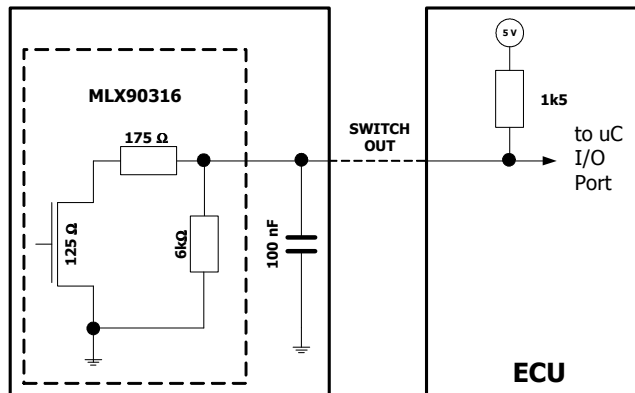 MLX90316
175 Ω
125 Ω
6kΩ
100 nF
SWITCH
OUT
5 V
1k5
to uC
I/O
Port
ECU